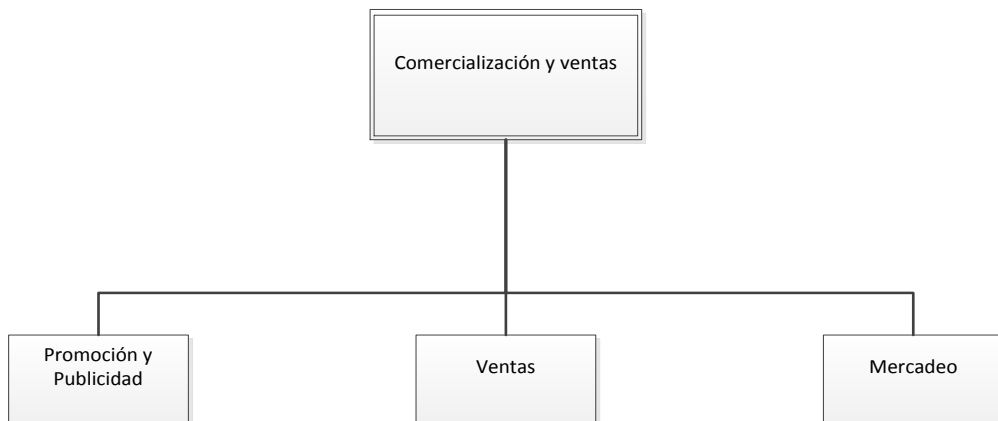 Comercialización y ventas
Promoción y
Publicidad
Ventas
Mercadeo